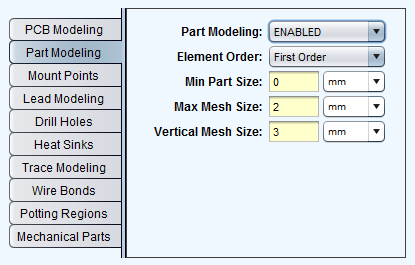 PCB Modeling
Part Modeling
Mount Points
Lead Modeling
Drill Holes
Heat Sinks
Trace Modeling
Wire Bonds
Potting Regions
Mechanical Parts
Part Modeling: ENABLED
Element Order: First Order
Min Part Size: 0 mm
Max Mesh Size: 2 mm
Vertical Mesh Size: 3 mm